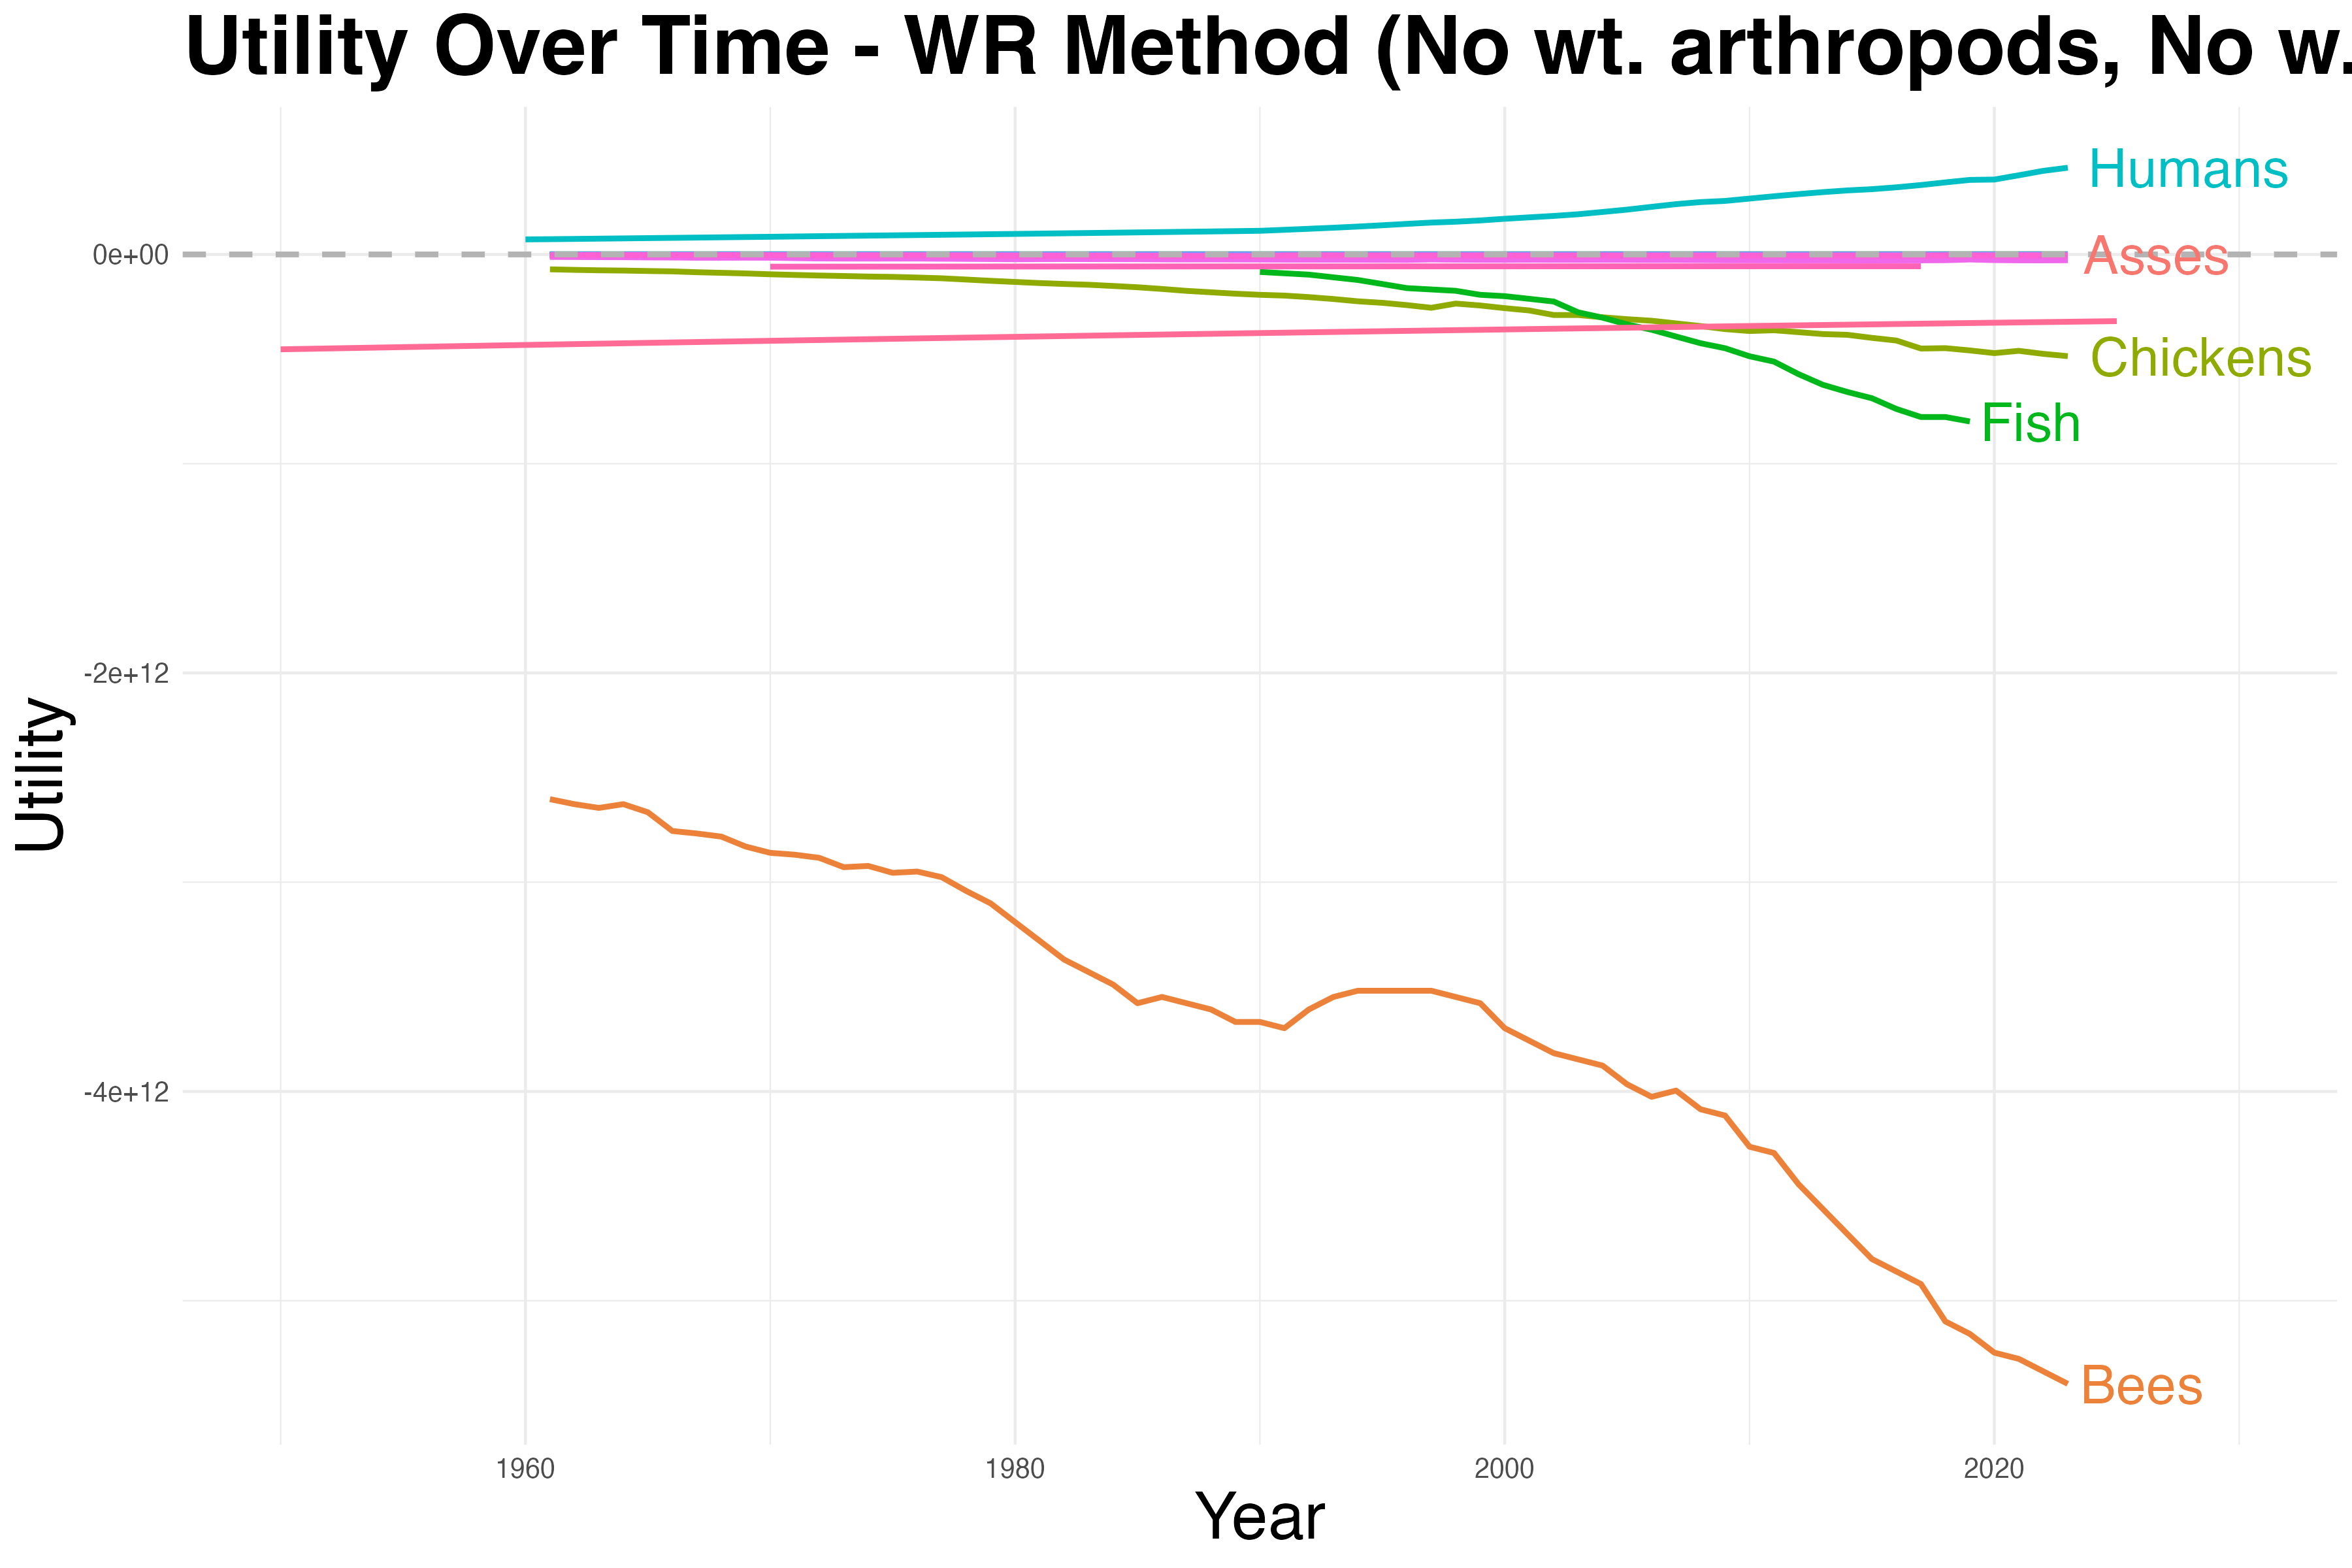 Utility Over Time - WR Method (No wt. arthropods, No w.
Humans
0e+00
Asses
Chickens
Fish
-2e+12
Utility
-4e+12
Bees
1960
1980
2000
2020
Year